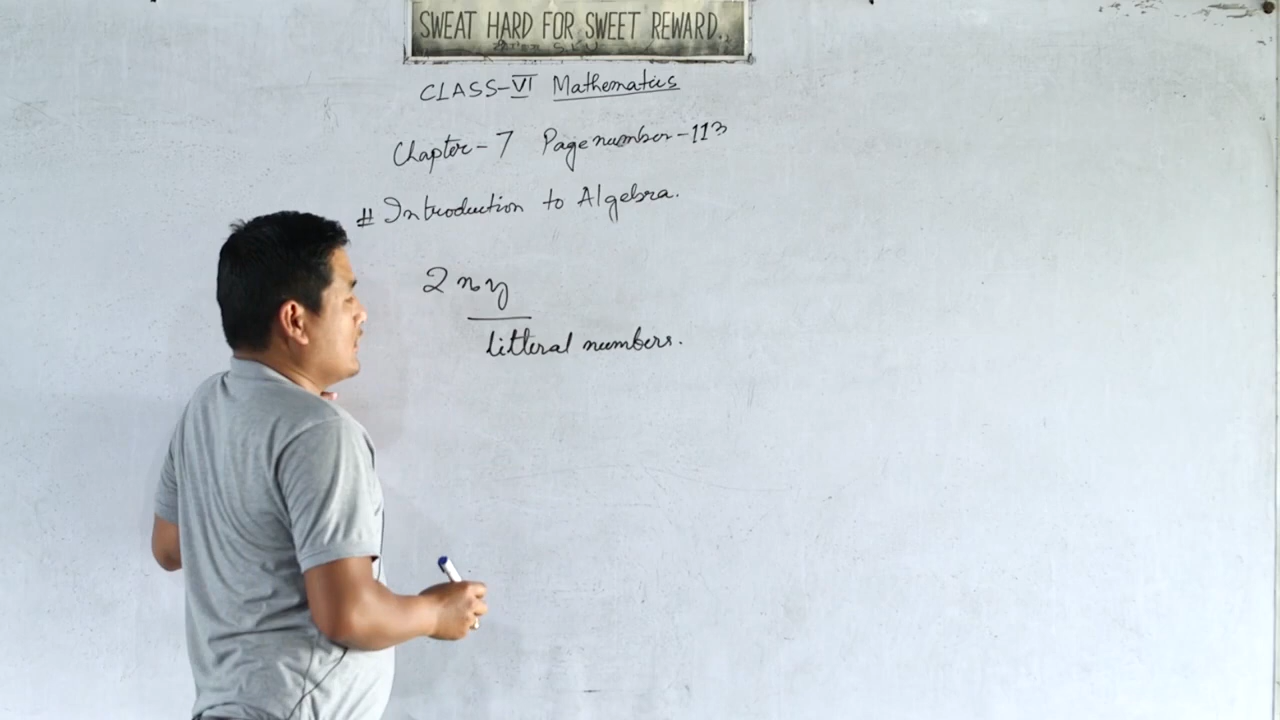 SWEAT HARD FOR SWEET REWARD.
CLASS-VI Mathematics
Chapter-7 Page number-113
# Introduction to Algebra.
2xy
litteral numbers.